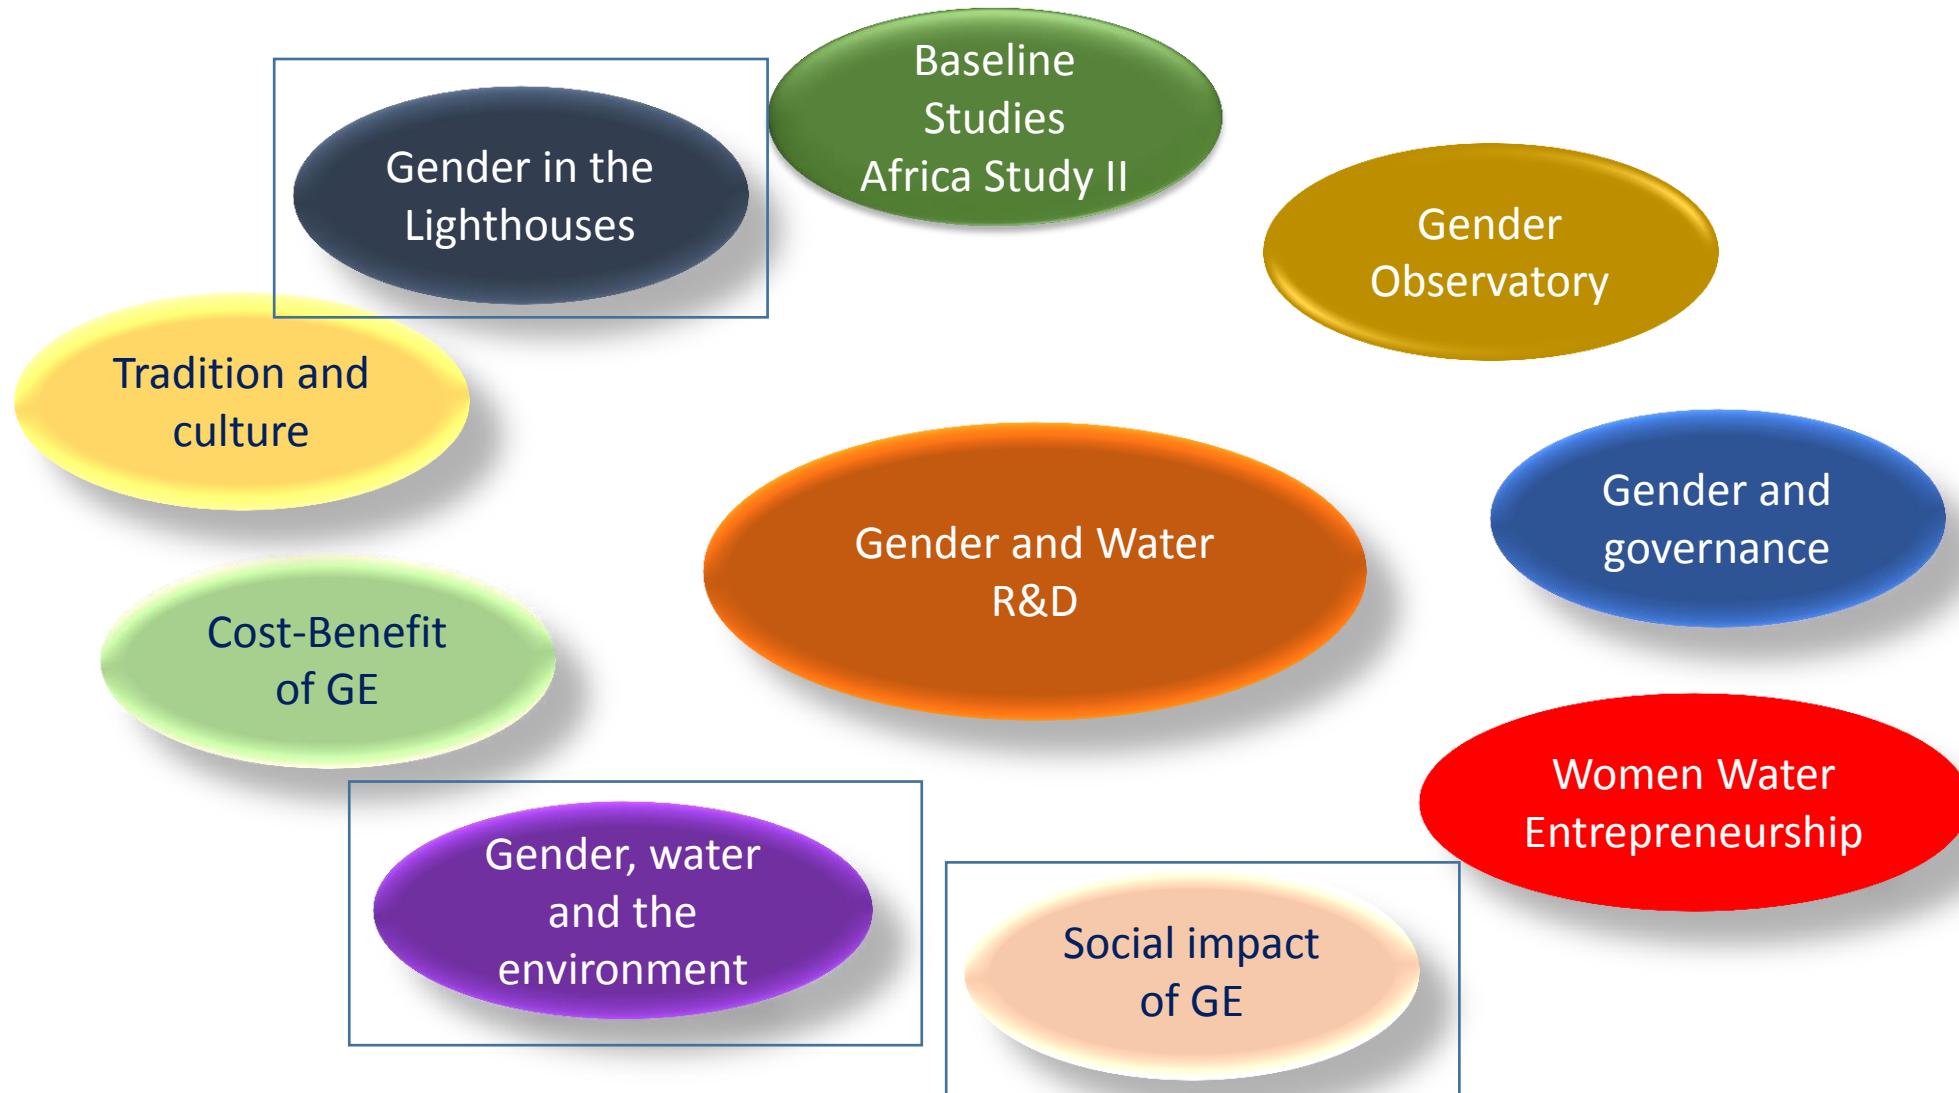 Baseline
Studies
Africa Study II
Gender in the
Lighthouses
Gender
Observatory
Tradition and
culture
Gender and
governance
Gender and Water
R&D
Cost-Benefit
of GE
Women Water
Entrepreneurship
Gender, water
and the
environment
Social impact
of GE